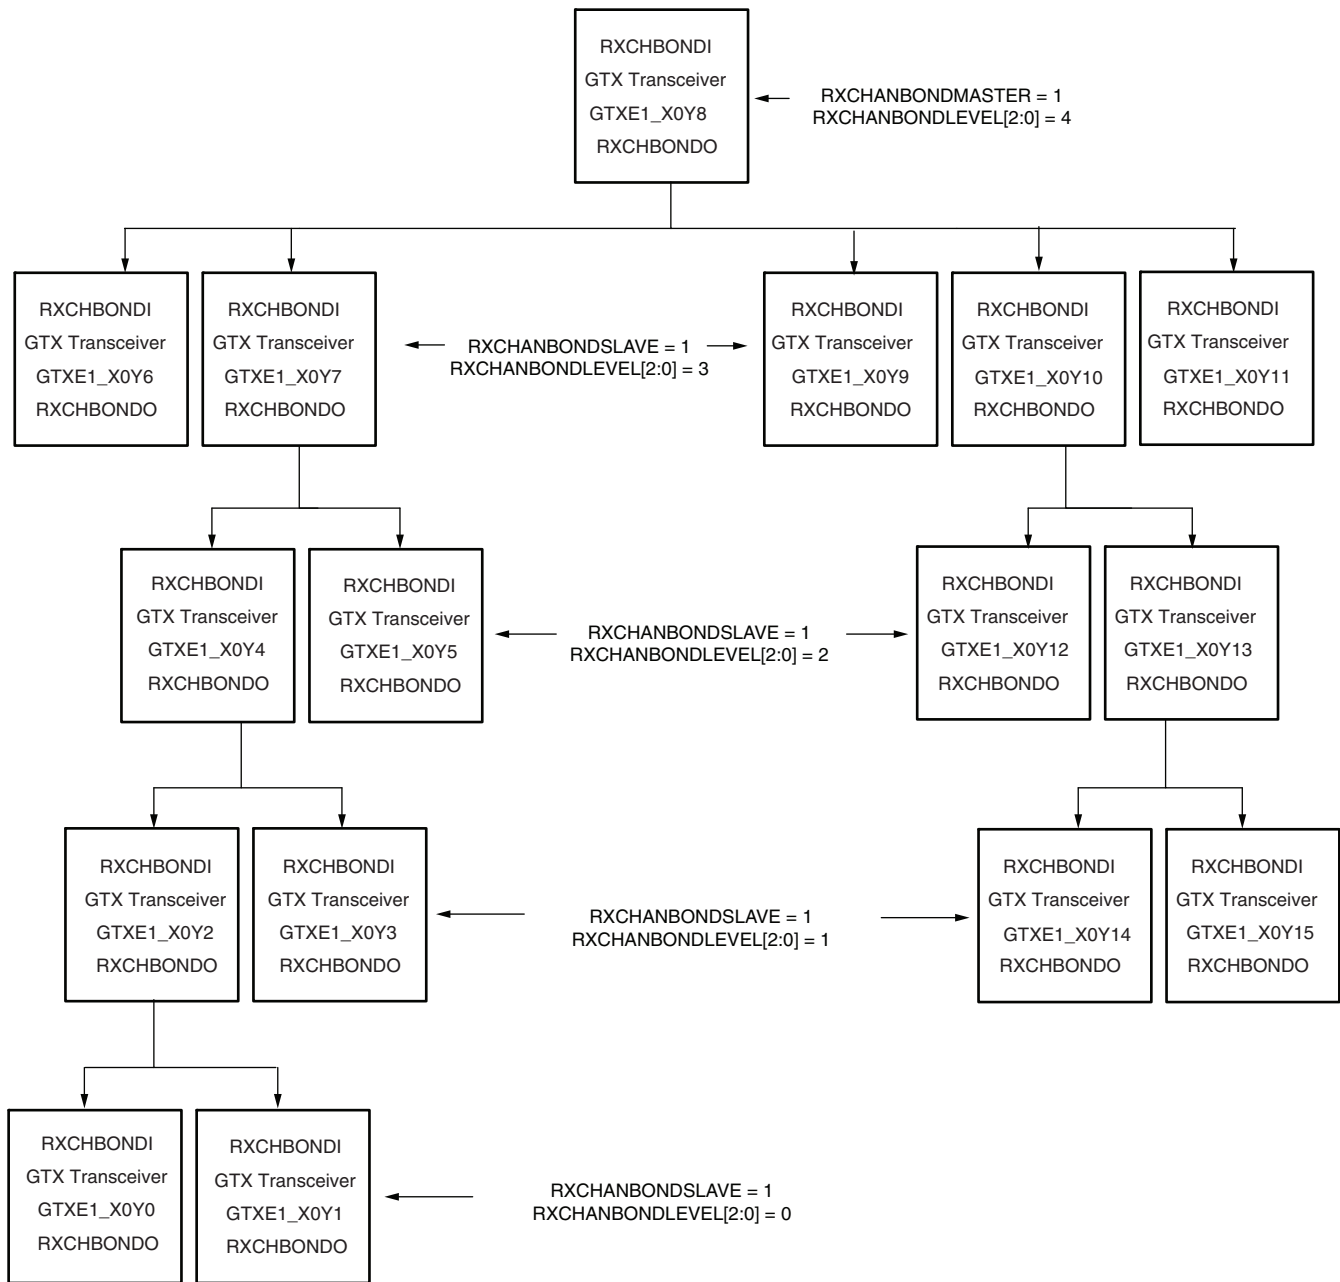 RXCHBONDI
GTX Transceiver
GTXE1_X0Y8
RXCHBONDO
RXCHANBONDMASTER = 1
RXCHANBONDLEVEL[2:0] = 4
RXCHBONDI
GTX Transceiver
GTXE1_X0Y6
RXCHBONDO
RXCHBONDI
GTX Transceiver
GTXE1_X0Y7
RXCHBONDO
RXCHANBONDSLAVE = 1
RXCHANBONDLEVEL[2:0] = 3
RXCHBONDI
GTX Transceiver
GTXE1_X0Y9
RXCHBONDO
RXCHBONDI
GTX Transceiver
GTXE1_X0Y10
RXCHBONDO
RXCHBONDI
GTX Transceiver
GTXE1_X0Y11
RXCHBONDO
RXCHBONDI
GTX Transceiver
GTXE1_X0Y4
RXCHBONDO
RXCHBONDI
GTX Transceiver
GTXE1_X0Y5
RXCHBONDO
RXCHANBONDSLAVE = 1
RXCHANBONDLEVEL[2:0] = 2
RXCHBONDI
GTX Transceiver
GTXE1_X0Y12
RXCHBONDO
RXCHBONDI
GTX Transceiver
GTXE1_X0Y13
RXCHBONDO
RXCHBONDI
GTX Transceiver
GTXE1_X0Y2
RXCHBONDO
RXCHBONDI
GTX Transceiver
GTXE1_X0Y3
RXCHBONDO
RXCHANBONDSLAVE = 1
RXCHANBONDLEVEL[2:0] = 1
RXCHBONDI
GTX Transceiver
GTXE1_X0Y14
RXCHBONDO
RXCHBONDI
GTX Transceiver
GTXE1_X0Y15
RXCHBONDO
RXCHBONDI
GTX Transceiver
GTXE1_X0Y0
RXCHBONDO
RXCHBONDI
GTX Transceiver
GTXE1_X0Y1
RXCHBONDO
RXCHANBONDSLAVE = 1
RXCHANBONDLEVEL[2:0] = 0